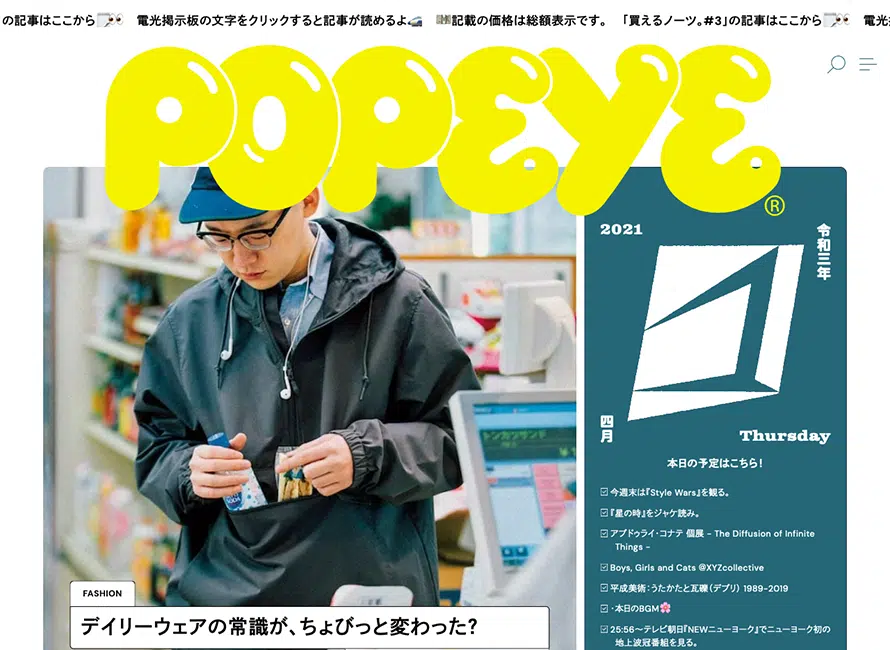 の記事はここから 電光掲示板の文字をクリックすると記事が読めるよ 記載の価格は総額表示です。 「買えるノーツ。#3」の記事はここから 電光
POPEYE
®
2021
令和三年
四月
Thursday
本日の予定はこちら!
今週末は『Style Wars』を観る。
『星の時』をジャケ読み。
アブドゥライ・コナテ 個展 - The Diffusion of Infinite
Things -
Boys, Girls and Cats @XYZcollective
平成美術:うたかたと瓦礫(デブリ) 1989-2019
・本日のBGM🌸
25:56〜テレビ朝日『NEWニューヨーク』でニューヨーク初の
地上波冠番組を見る。
トンカツサンド
FASHION
デイリーウェアの常識が、ちょびっと変わった?